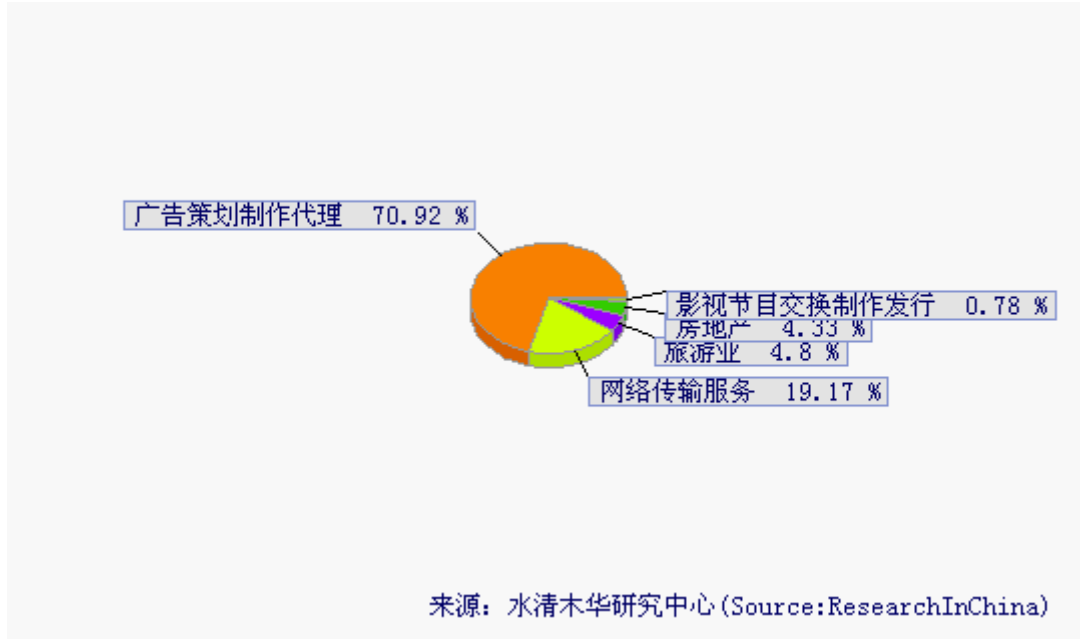 广告策划制作代理 70.92 %
影视节目交换制作发行 0.78 %
房地产 4.33 %
旅游业 4.8 %
网络传输服务 19.17 %
来源: 水清木华研究中心(Source:ResearchInChina)